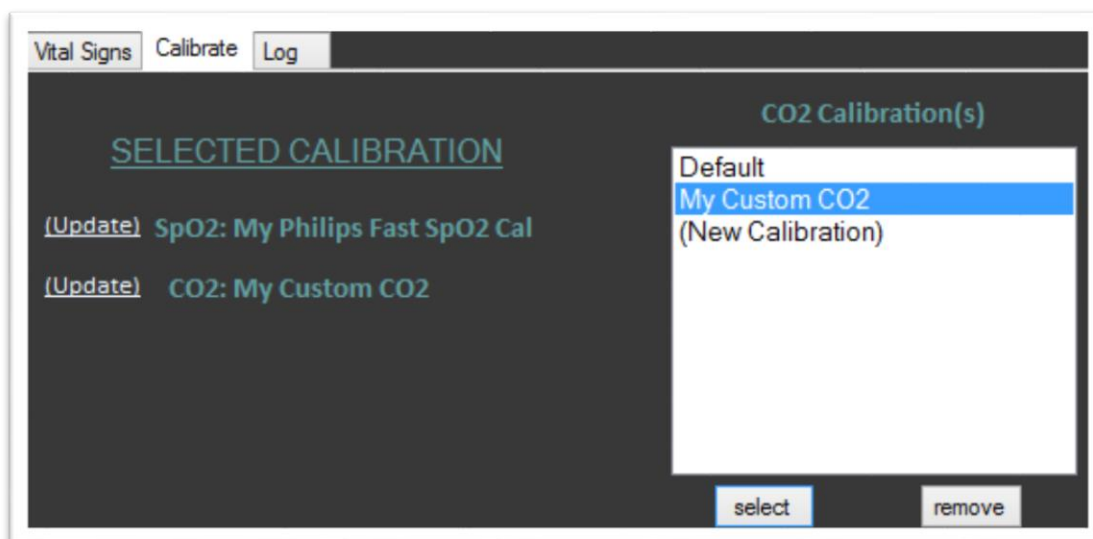 Vital Signs Calibrate Log
SELECTED CALIBRATION
(Update) SpO2: My Philips Fast SpO2 Cal
(Update) CO2: My Custom CO2
CO2 Calibration(s)
Default
My Custom CO2
(New Calibration)
select remove